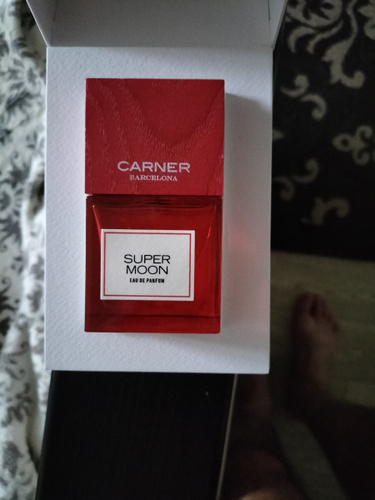 CARNER
BARCELONA
SUPER
MOON
EAU DE PARFUM